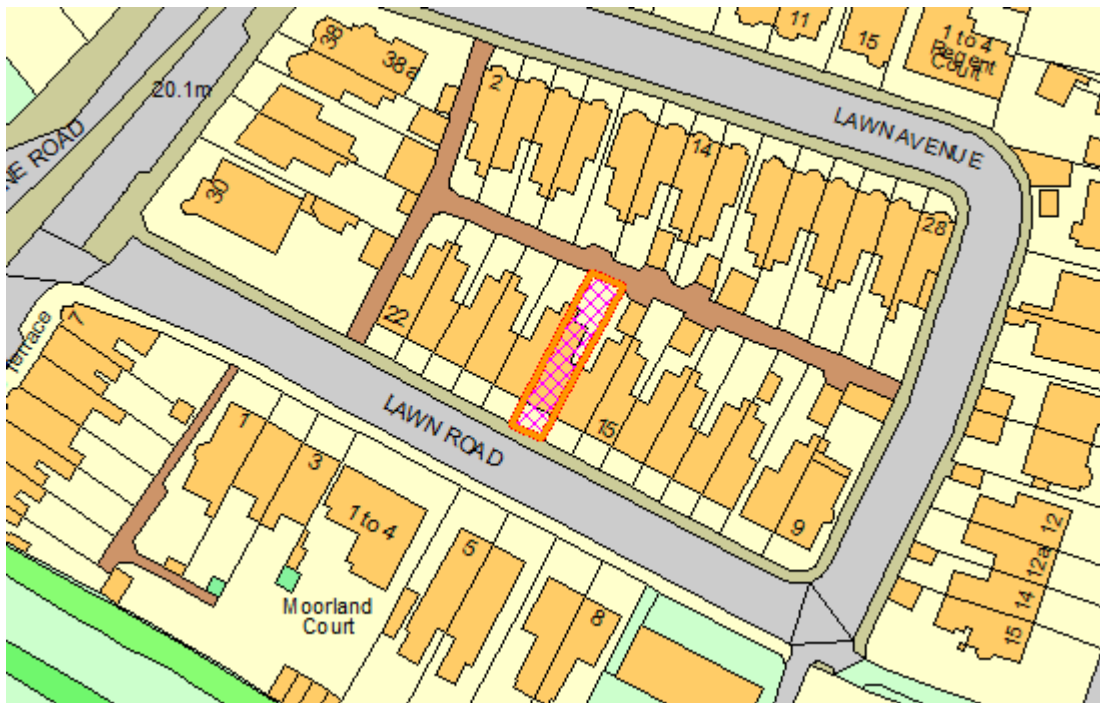 11
15
1 to 4
Regent
Court
38
38a
20.1m
2
LAWN AVENUE
14
NE ROAD
30
28
22
Terrace
7
LAWN ROAD
15
1
3
1 to 4
9
5
12
12a
14
15
8
Moorland
Court